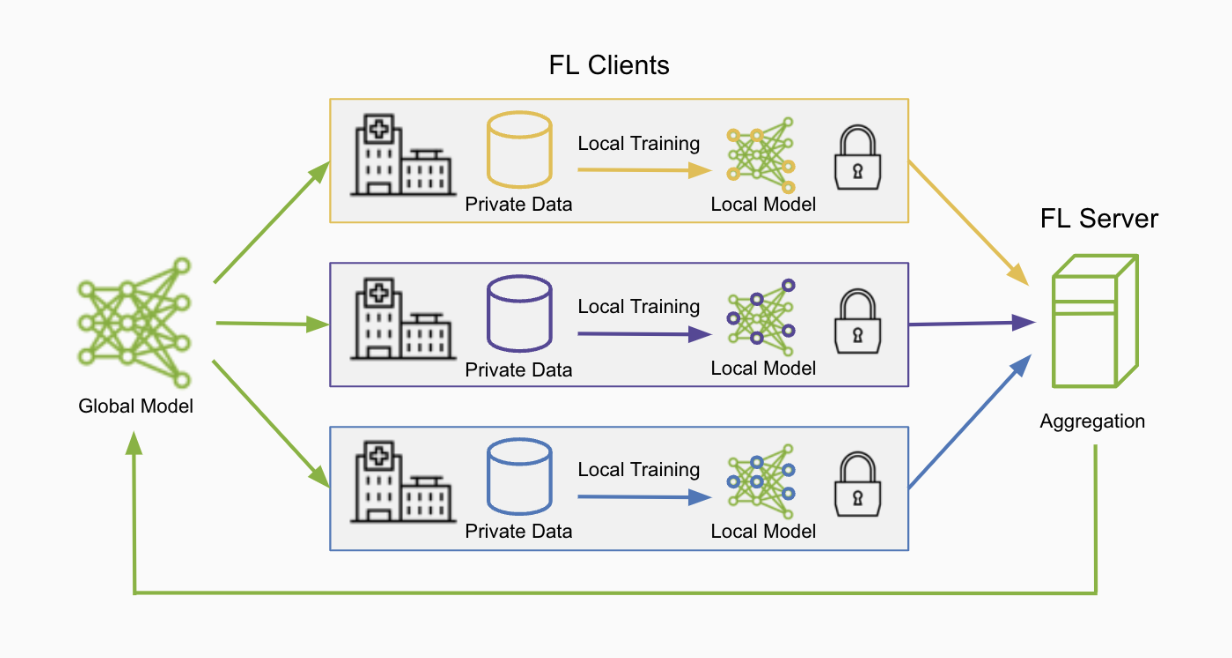 FL Clients
Local Training
Private Data
Local Model
FL Server
Local Training
Private Data
Local Model
Global Model
Aggregation
Local Training
Private Data
Local Model